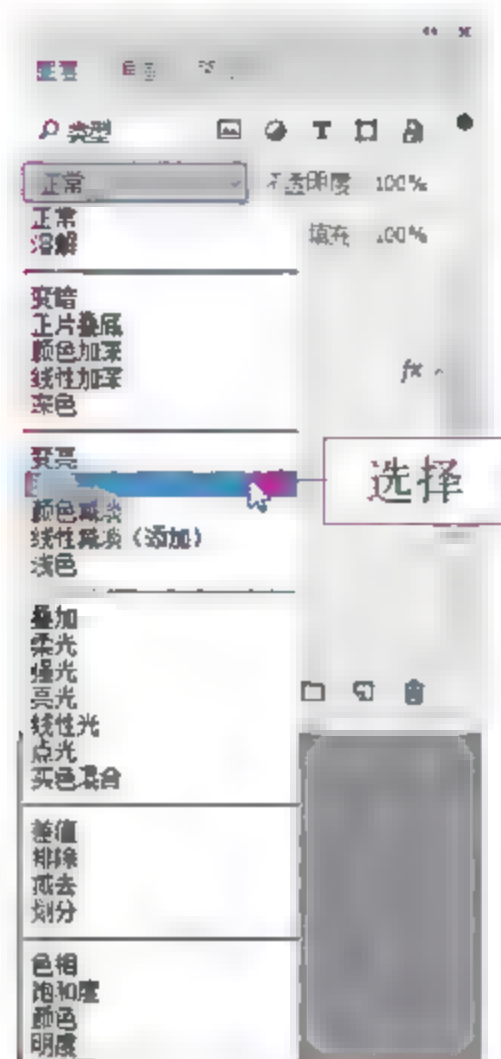 类型
正常 不透明度 100%
填充 100%
正常
溶解
变暗
正片叠底
颜色加深
线性加深
深色
变亮
选择
颜色减淡
线性减淡（添加）
浅色
叠加
柔光
强光
亮光
线性光
点光
实色混合
差值
排除
减去
划分
色相
饱和度
颜色
明度
fx